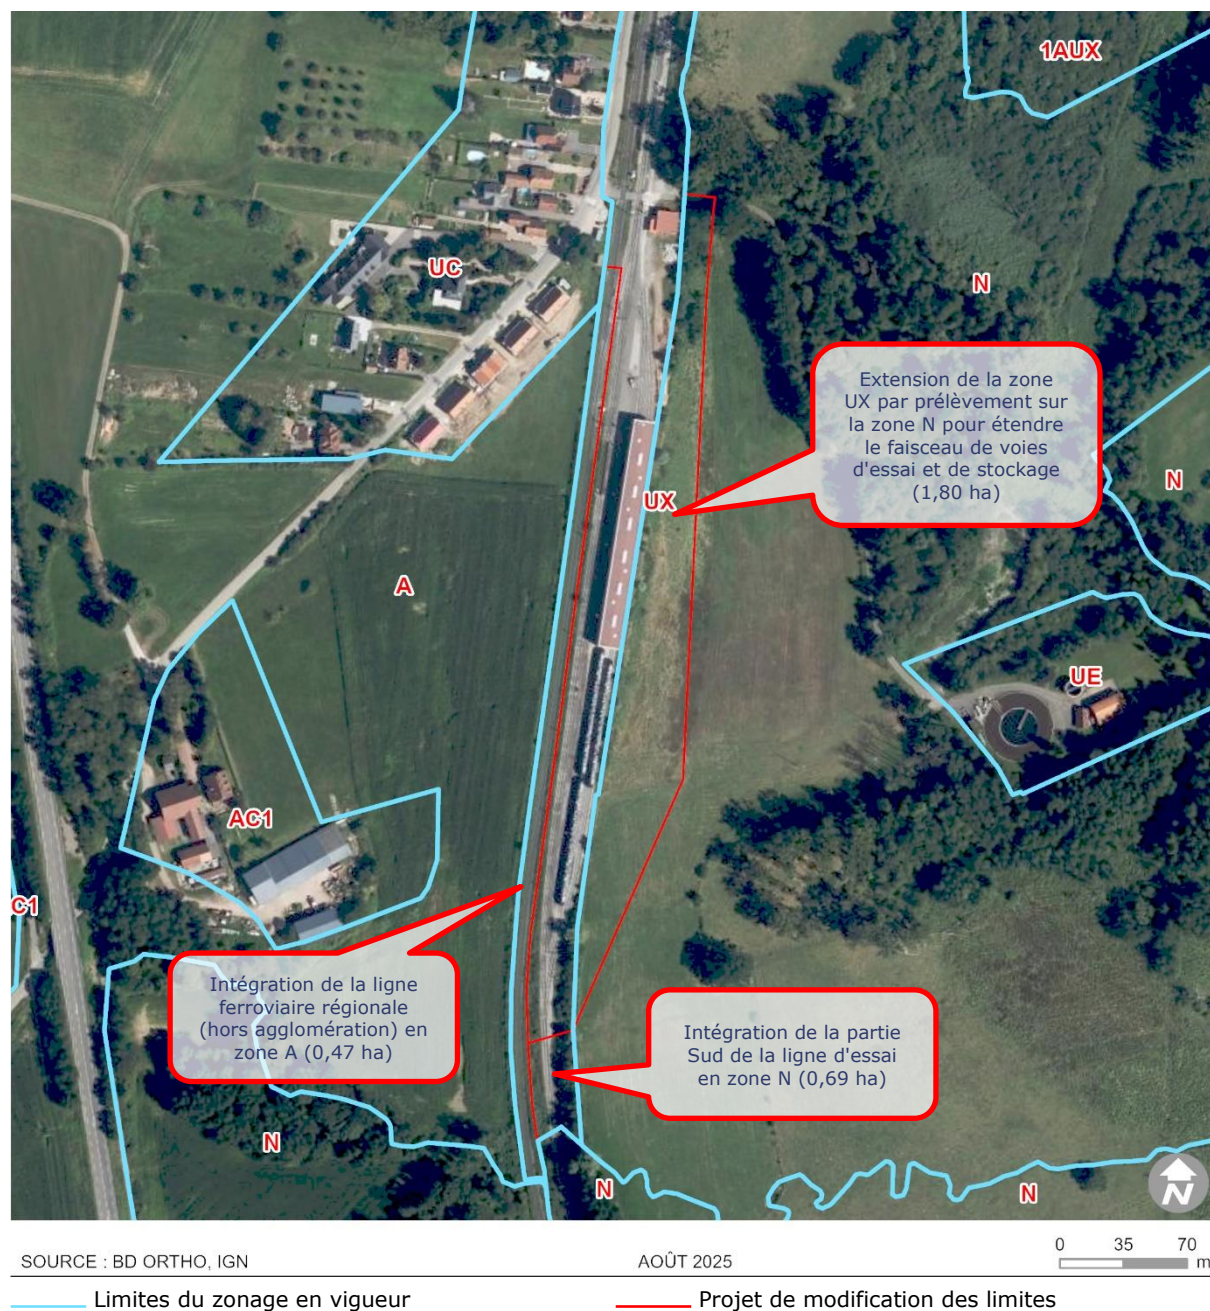 1AUX
UC
N
Extension de la zone
UX par prélèvement sur
la zone N pour étendre
le faisceau de voies
d'essai et de stockage
(1,80 ha)
N
UX
A
UE
AC1
C1
Intégration de la ligne
ferroviaire régionale
(hors agglomération) en
zone A (0,47 ha)
Intégration de la partie
Sud de la ligne d'essai
en zone N (0,69 ha)
N
N
N
N
SOURCE : BD ORTHO, IGN
AOÛT 2025
0 35 70
m
Limites du zonage en vigueur
Projet de modification des limites